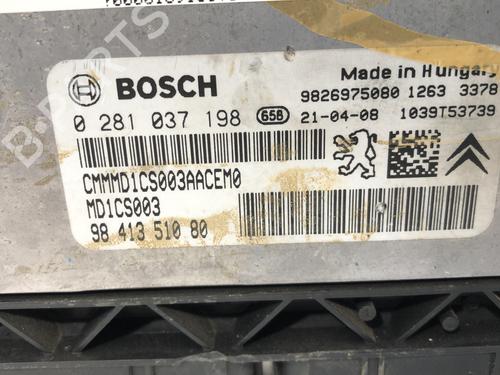 B-PARTS
BOSCH
Made in Hungary
9826975080 1263 3378
0 281 037 198 658 21-04-08 1039T53739
CMMMD1CS003AACEM0
MD1CS003
98 413 510 80